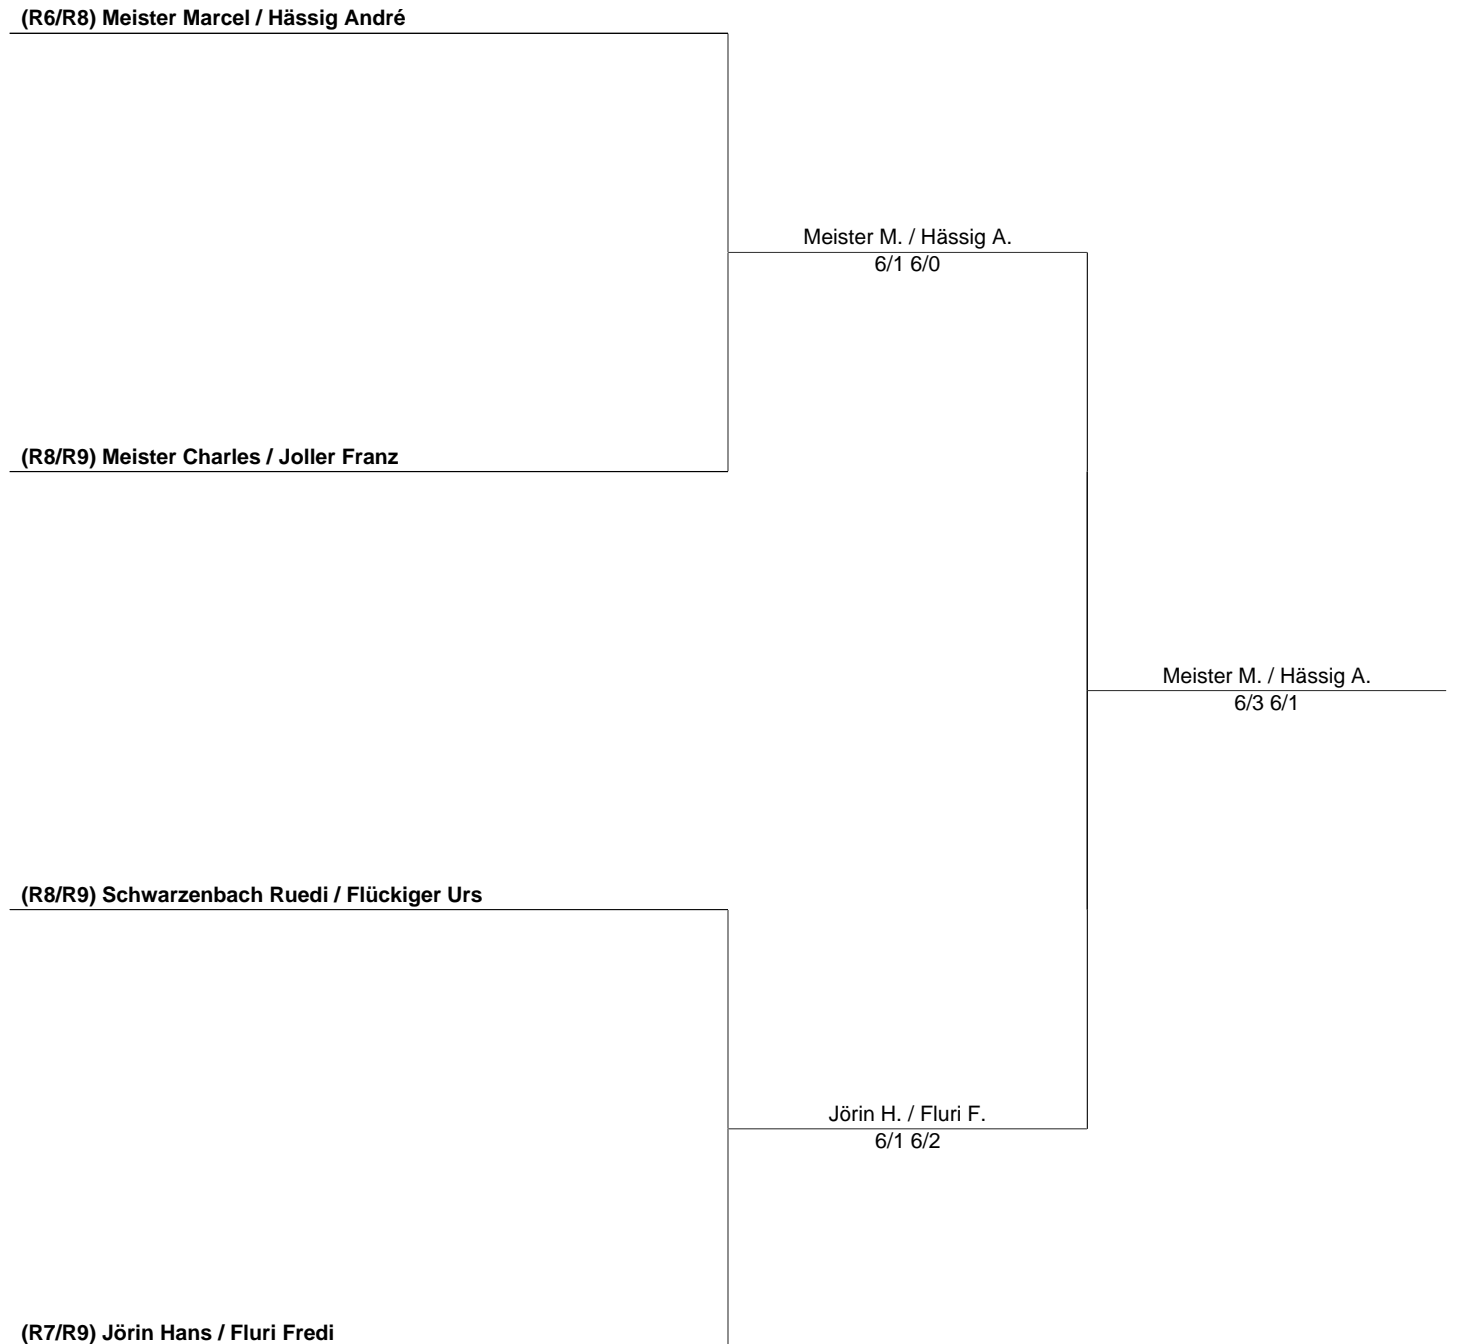 (R6/R8) Meister Marcel / Hässig André
Meister M. / Hässig A.
6/1 6/0
(R8/R9) Meister Charles / Joller Franz
Meister M. / Hässig A.
6/3 6/1
(R8/R9) Schwarzenbach Ruedi / Flückiger Urs
Jörin H. / Fluri F.
6/1 6/2
(R7/R9) Jörin Hans / Fluri Fredi